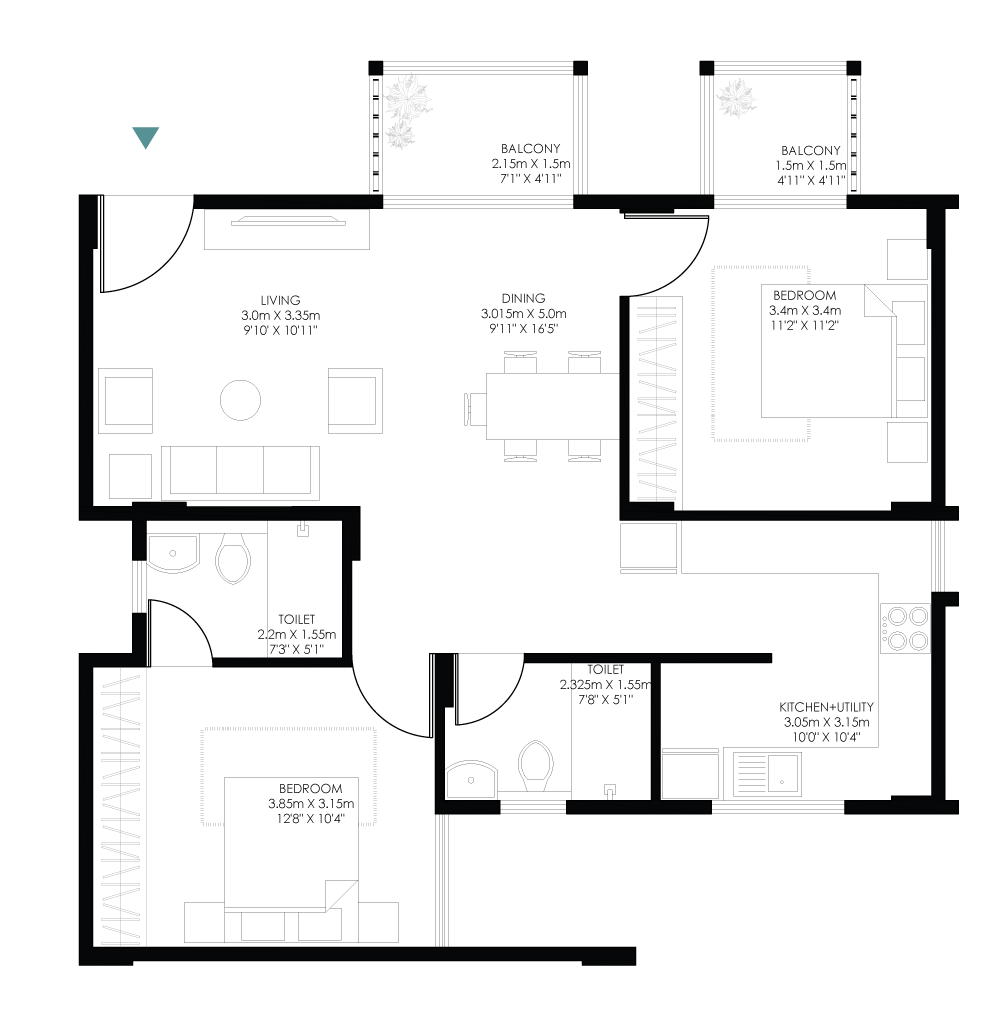 BALCONY
2.15m X 1.5m
7'1" X 4'11"
BALCONY
1.5m X 1.5m
4'11" X 4'11"
LIVING
3.0m X 3.35m
9'10' X 10'11"
DINING
3.015m X 5.0m
9'11" X 16'5"
BEDROOM
3.4m X 3.4m
11'2" X 11'2"
TOILET
2.2m X 1.55m
7'3" X 5'1"
TOILET
2.325m X 1.55m
7'8" X 5'1"
KITCHEN+UTILITY
3.05m X 3.15m
10'0" X 10'4"
BEDROOM
3.85m X 3.15m
12'8" X 10'4"